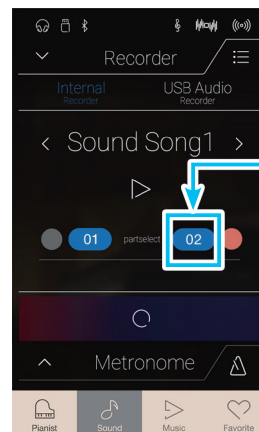 Recorder
Internal
Recorder
USB Audio
Recorder
Sound Song1
01 partselect 02
Metronome
Pianist Sound Music Favorite